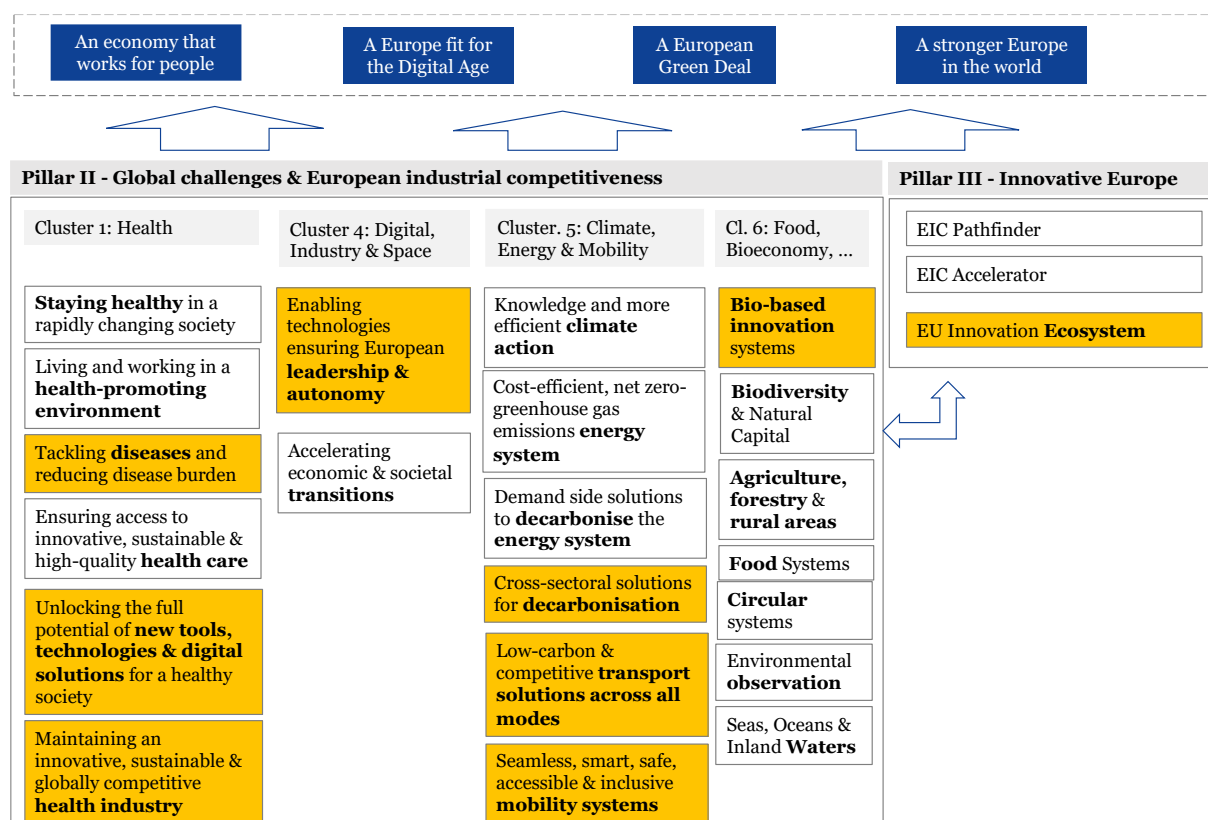 An economy that
works for people
A Europe fit for
the Digital Age
A European
Green Deal
A stronger Europe
in the world
Pillar II - Global challenges & European industrial competitiveness
Pillar III - Innovative Europe
Cluster 1: Health
Staying healthy in a
rapidly changing society
Living and working in a
health-promoting
environment
Tackling diseases and
reducing disease burden
Ensuring access to
innovative, sustainable &
high-quality health care
Unlocking the full
potential of new tools,
technologies & digital
solutions for a healthy
society
Maintaining an
innovative, sustainable &
globally competitive
health industry
Cluster 4: Digital,
Industry & Space
Enabling
technologies
ensuring European
leadership &
autonomy
Accelerating
economic & societal
transitions
Cluster. 5: Climate,
Energy & Mobility
Knowledge and more
efficient climate
action
Cost-efficient, net zero-
greenhouse gas
emissions energy
system
Demand side solutions
to decarbonise the
energy system
Cross-sectoral solutions
for decarbonisation
Low-carbon &
competitive transport
solutions across all
modes
Seamless, smart, safe,
accessible & inclusive
mobility systems
Cl. 6: Food,
Bioeconomy, ...
Bio-based
innovation
systems
Biodiversity
& Natural
Capital
Agriculture,
forestry &
rural areas
Food Systems
Circular
systems
Environmental
observation
Seas, Oceans &
Inland Waters
EIC Pathfinder
EIC Accelerator
EU Innovation Ecosystem